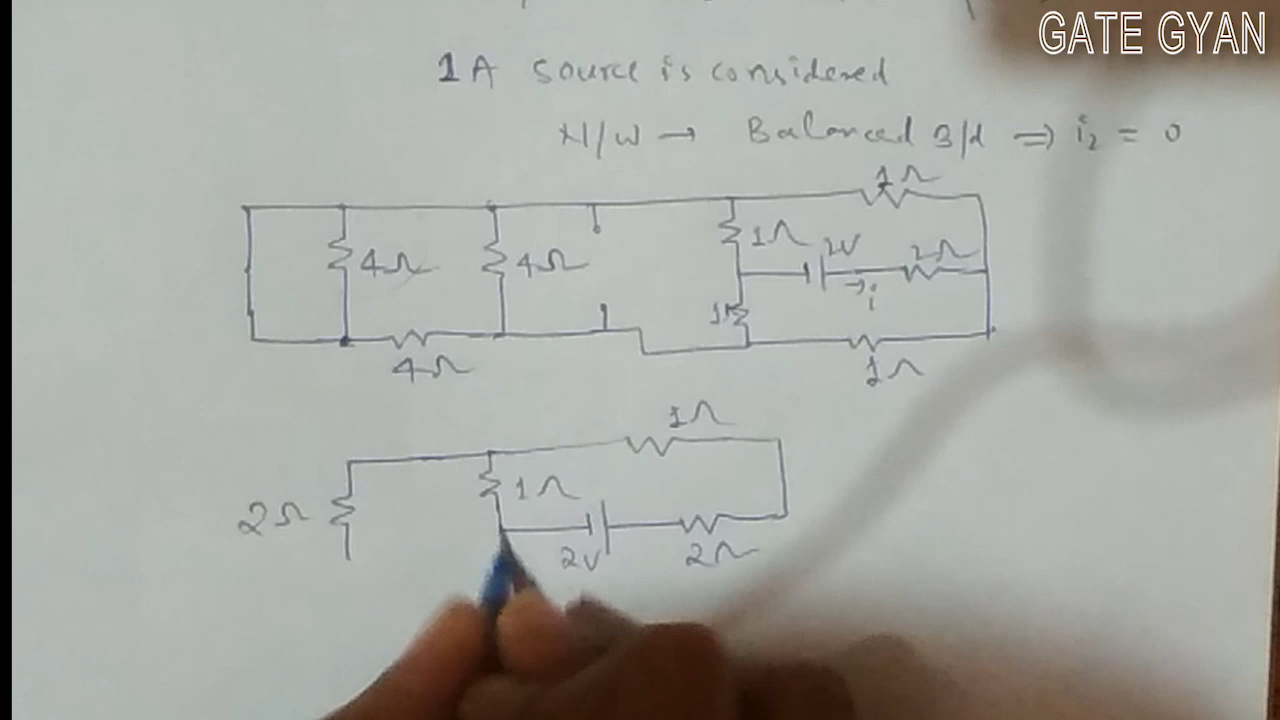 GATE GYAN
1A source is considered
N/W → Balanced B/d ⇒ i₂ = 0
1Ω
4Ω 4Ω 1Ω 2V 2Ω
→ i
1Ω
4Ω 1Ω
1Ω
2Ω 1Ω
2V 2Ω